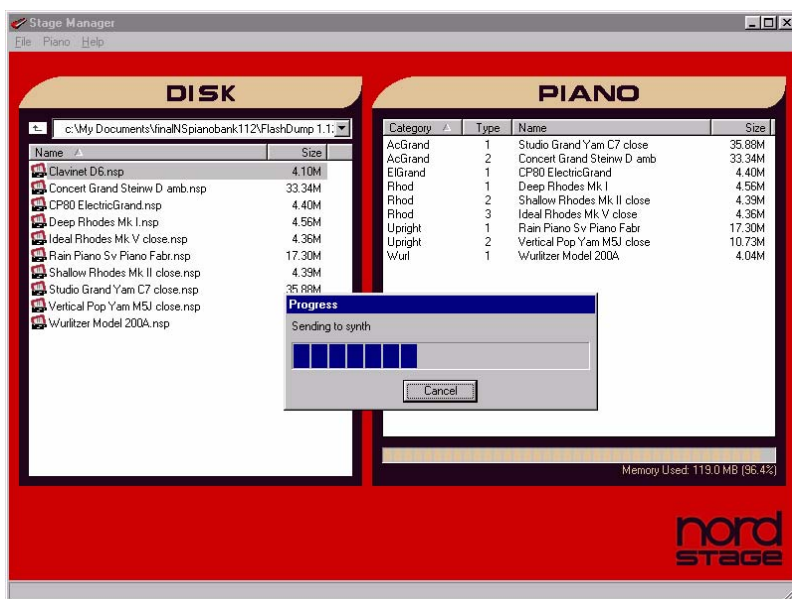 Stage Manager
File Piano Help
DISK
c:\My Documents\finalNSpianobank112\FlashDump 1.1:
Name Size
Clavinet D6.nsp 4.10M
Concert Grand Steinw D amb.nsp 33.34M
CP80 ElectricGrand.nsp 4.40M
Deep Rhodes Mk I.nsp 4.56M
Ideal Rhodes Mk V close.nsp 4.36M
Rain Piano Sv Piano Fabr.nsp 17.30M
Shallow Rhodes Mk II close.nsp 4.39M
Studio Grand Yam C7 close.nsp 35.88M
Vertical Pop Yam M5J close.nsp
Wurlitzer Model 200A.nsp
PIANO
Category Type Name Size
AcGrand 1 Studio Grand Yam C7 close 35.88M
AcGrand 2 Concert Grand Steinw D amb 33.34M
ElGrand 1 CP80 ElectricGrand 4.40M
Rhod 1 Deep Rhodes Mk I 4.56M
Rhod 2 Shallow Rhodes Mk II close 4.39M
Rhod 3 Ideal Rhodes Mk V close 4.36M
Upright 1 Rain Piano Sv Piano Fabr 17.30M
Upright 2 Vertical Pop Yam M5J close 10.73M
Wurl 1 Wurlitzer Model 200A 4.04M
Progress
Sending to synth
Cancel
Memory Used: 119.0 MB (96.4%)
nord
STAGE